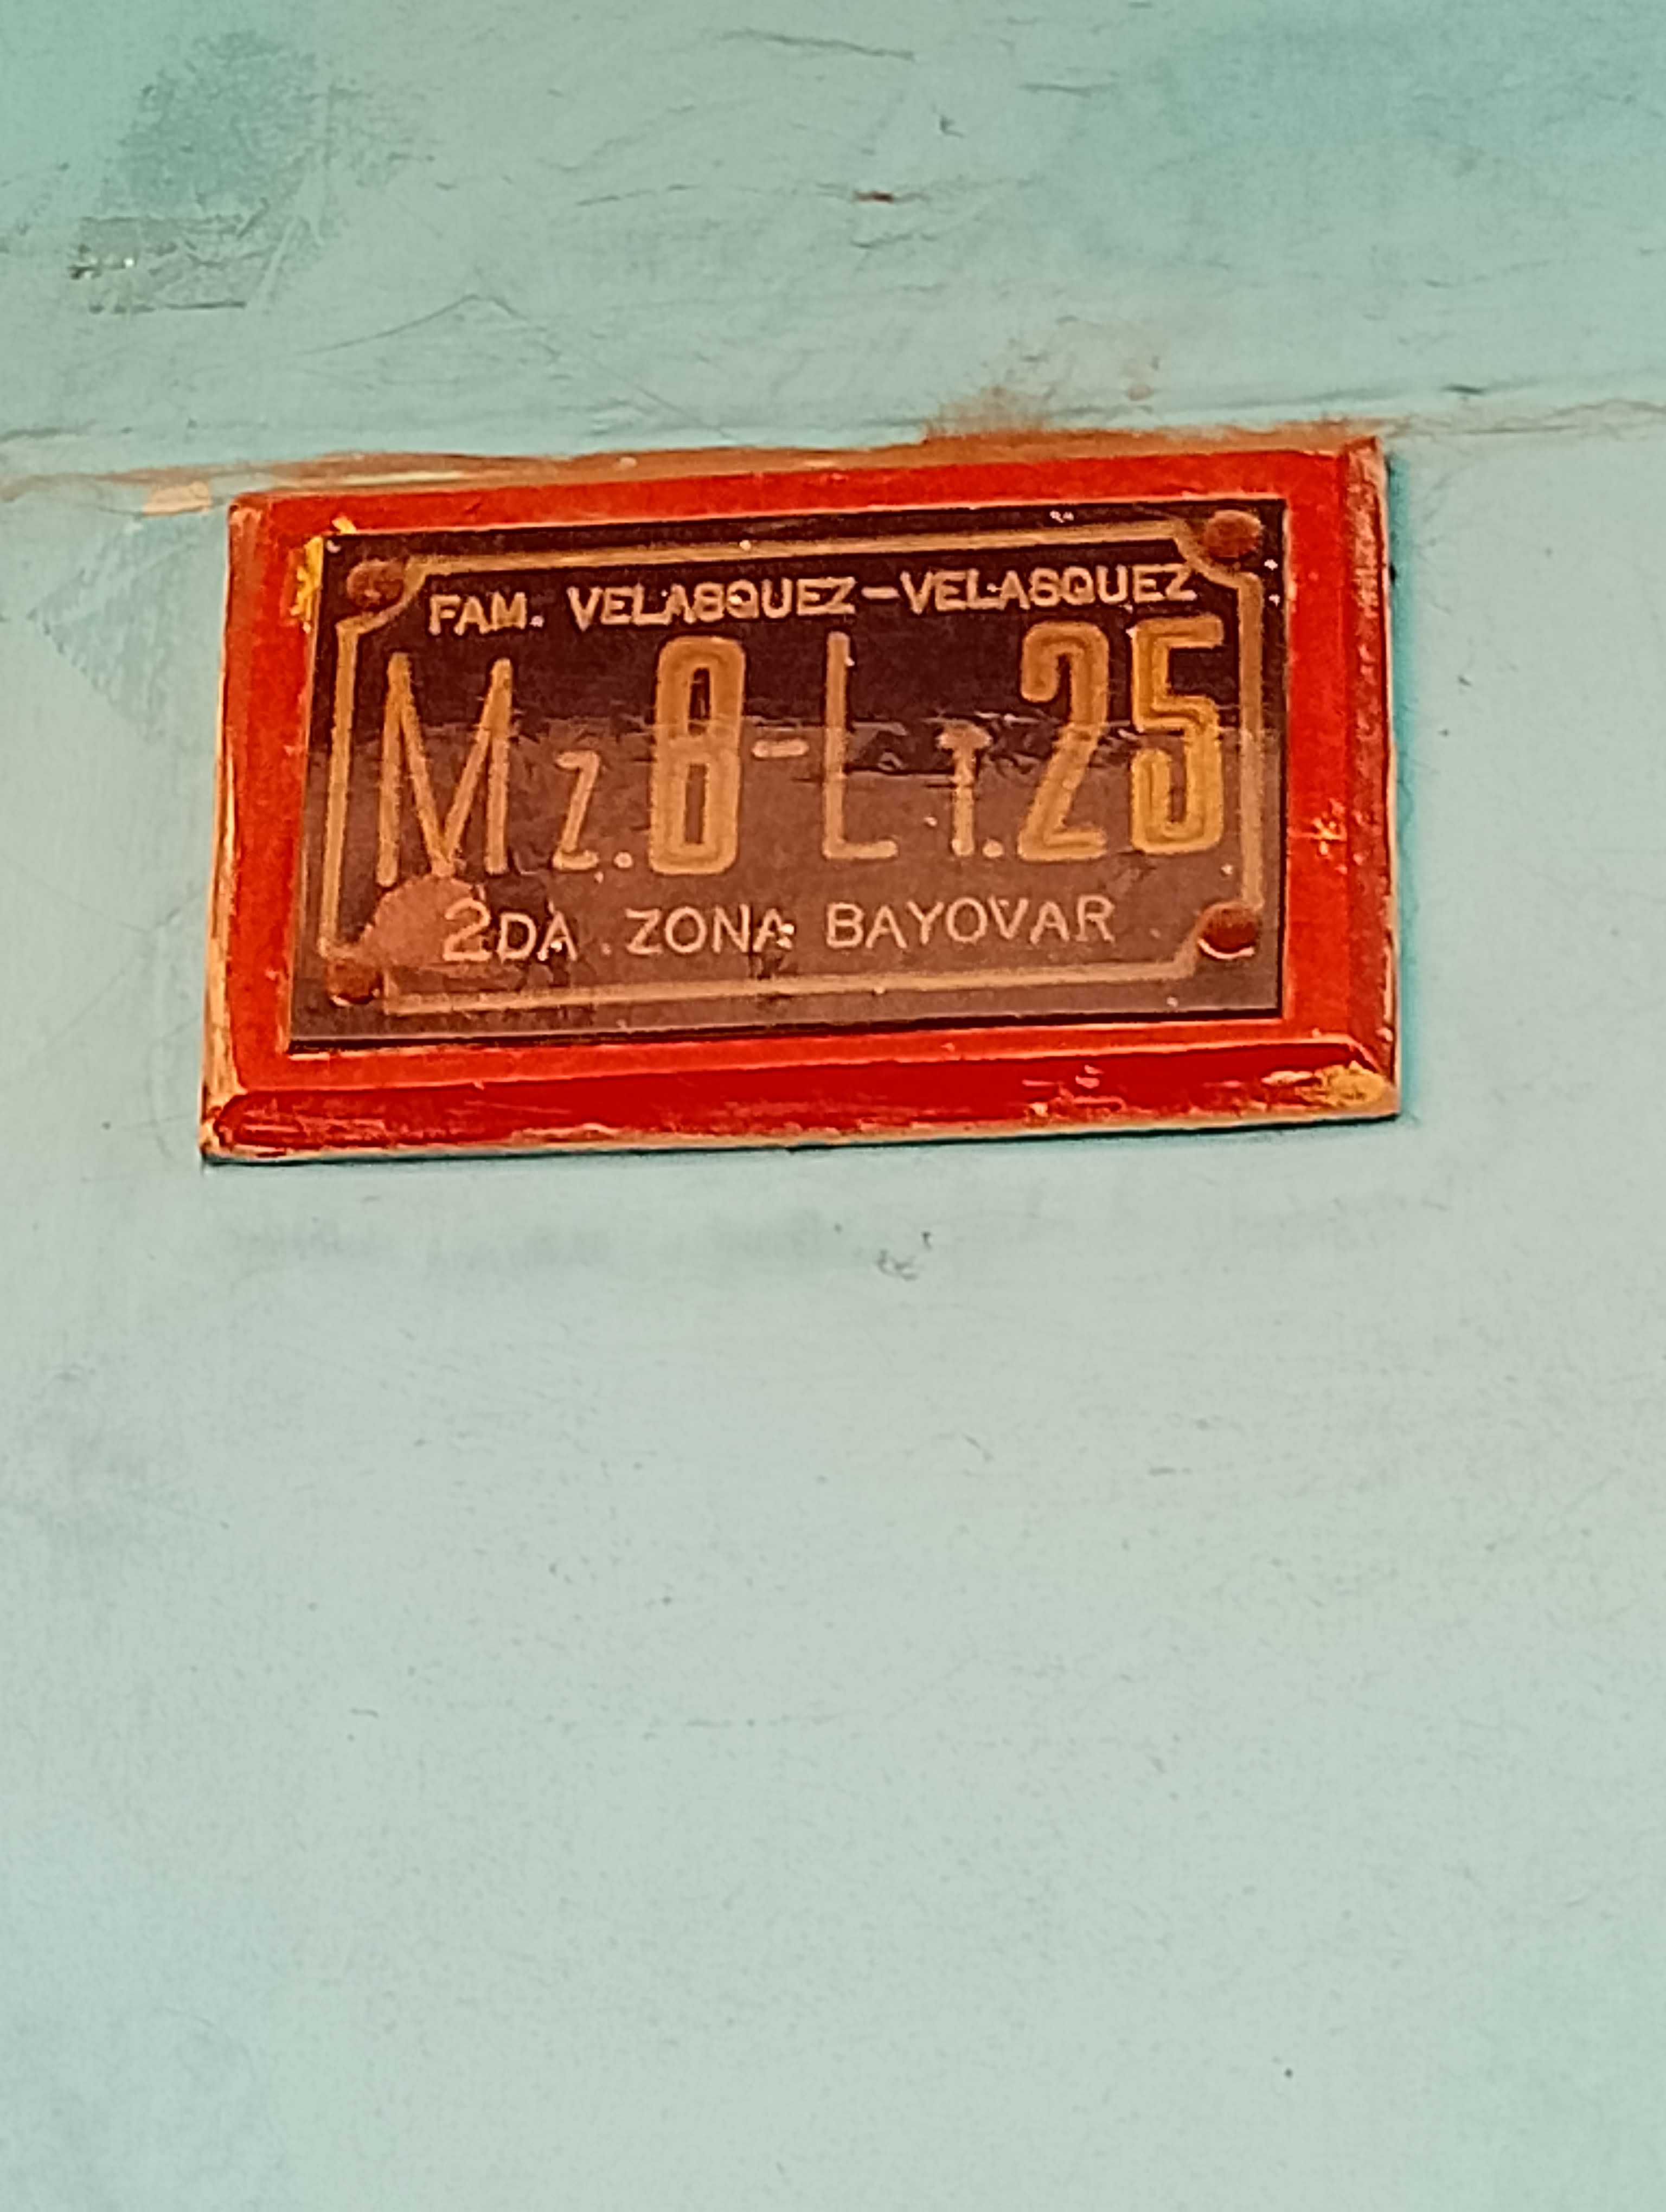 FAM. VELASQUEZ-VELASQUEZ
Mz.8-LT.25
2DA. ZONA BAYOVAR